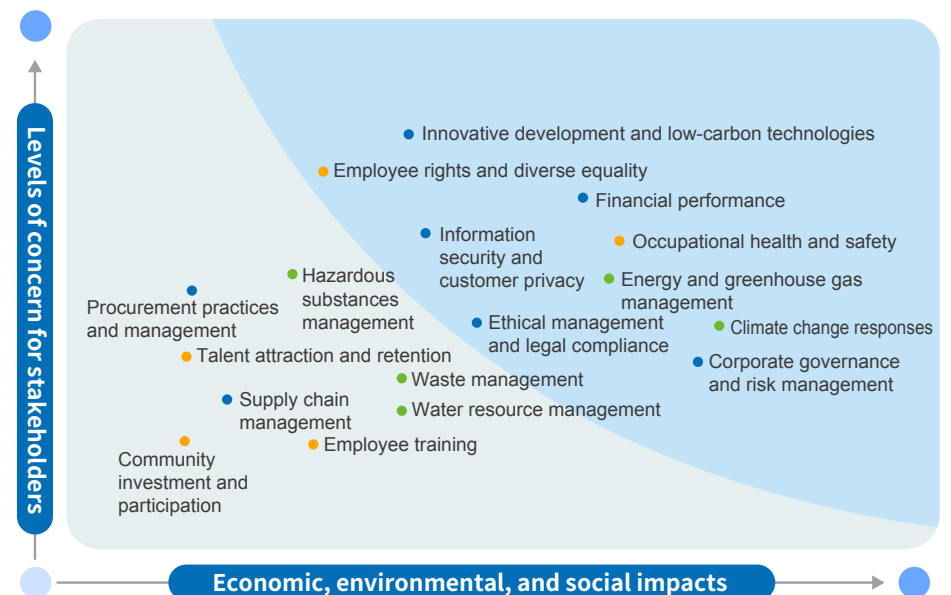 Levels of concern for stakeholders
Innovative development and low-carbon technologies
Employee rights and diverse equality
Financial performance
Information
security and
customer privacy
Occupational health and safety
Hazardous
substances
management
Energy and greenhouse gas
management
Procurement practices
and management
Ethical management
and legal compliance
Climate change responses
Talent attraction and retention
Corporate governance
and risk management
Waste management
Supply chain
management
Water resource management
Employee training
Community
investment and
participation
Economic, environmental, and social impacts